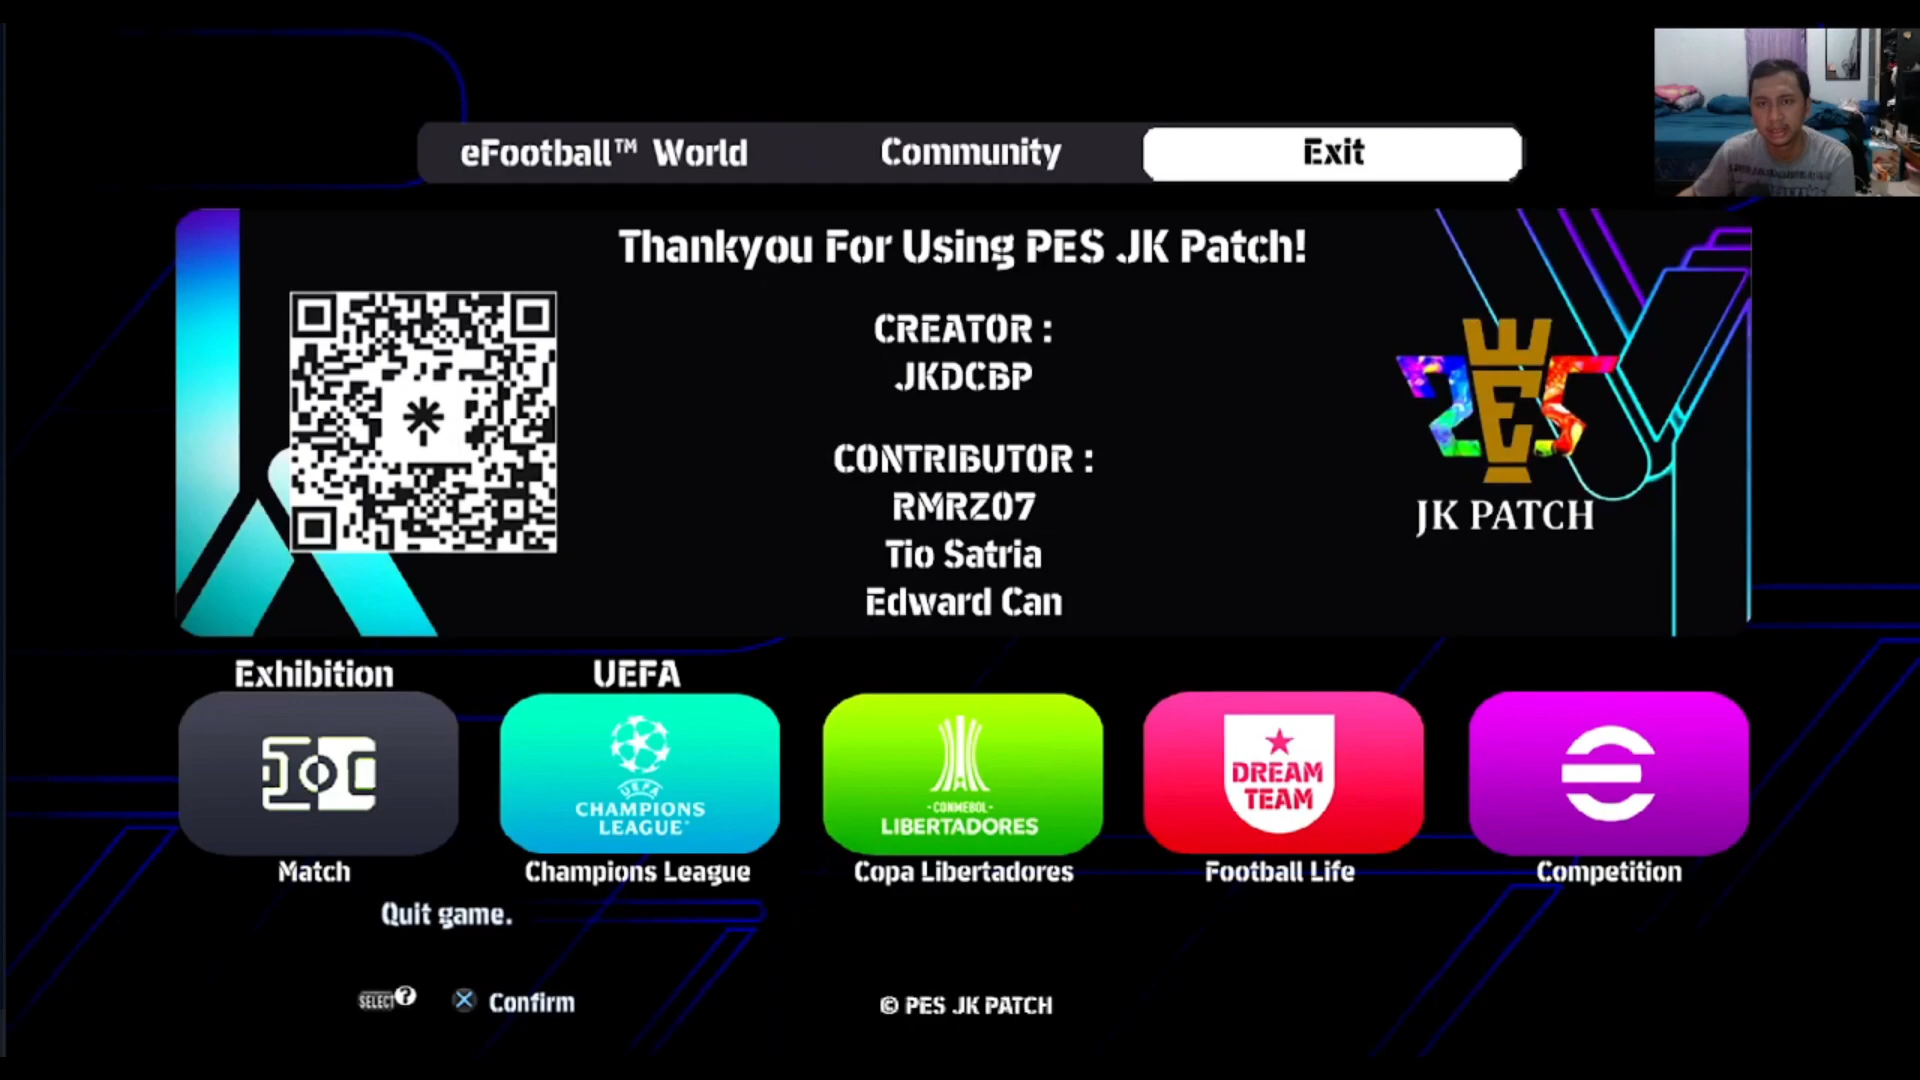 eFootball™ World
Community
Exit
Thankyou For Using PES JK Patch!
CREATOR :
JKDCBP
CONTRIBUTOR :
RMRZ07
Tio Satria
Edward Can
25
E
JK PATCH
Exhibition
UEFA
UEFA
CHAMPIONS
LEAGUE
-CONMEBOL-
LIBERTADORES
DREAM
TEAM
Match
Champions League
Copa Libertadores
Football Life
Competition
Quit game.
SELECT ?
Confirm
© PES JK PATCH